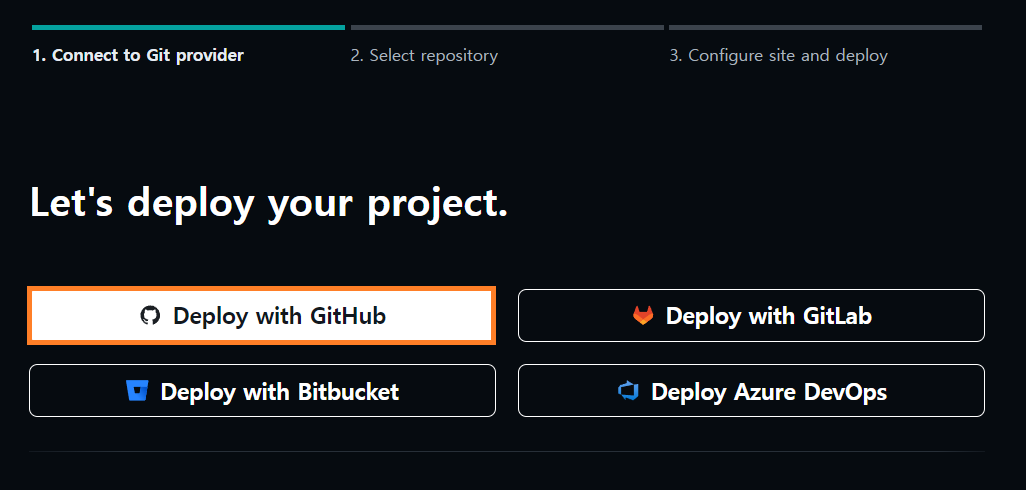 1. Connect to Git provider
2. Select repository
3. Configure site and deploy
Let's deploy your project.
Deploy with GitHub
Deploy with GitLab
Deploy with Bitbucket
Deploy Azure DevOps